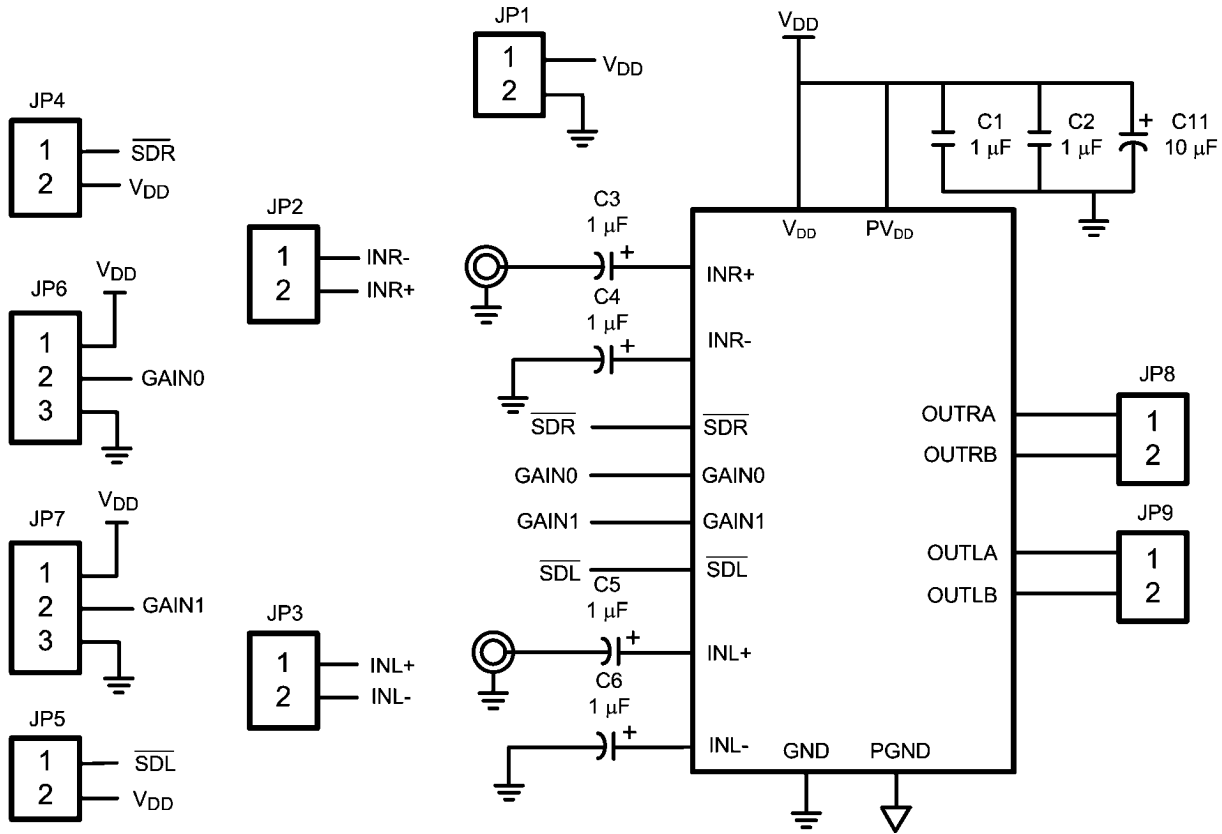 JP1
1
2
VDD
VDD
C1
1 μF
C2
1 μF
+
C11
10 μF
JP4
1
2
SDR
VDD
JP2
1
2
INR-
INR+
C3
1 μF
+
C4
1 μF
+
VDD
JP6
1
2
3
GAIN0
VDD
JP7
1
2
3
GAIN1
JP3
1
2
INL+
INL-
JP5
1
2
SDL
VDD
SDR
GAIN0
GAIN1
SDL
C5
1 μF
+
C6
1 μF
+
VDD
PVDD
INR+
INR-
SDR
GAIN0
GAIN1
SDL
INL+
INL-
GND
PGND
OUTRA
OUTRB
OUTLA
OUTLB
JP8
1
2
JP9
1
2